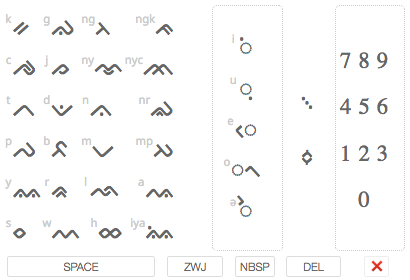 k ᨀ g ᨁ ng ᨂ ngk ᨃ
c ᨌ j ᨍ ny ᨎ nyc ᨏ
t ᨈ d ᨉ n ᨊ nr ᨋ
p ᨄ b ᨅ m ᨆ mp ᨇ
y ᨐ r ᨑ l ᨒ a ᨕ
s ᨔ w ᨓ h ᨖ iya ᨕᨗ‍ᨐ
i ◌ᨗ
u ◌ᨘ
e ◌ᨙ
o ◌ᨚ
ə ◌ᨛ
᨞
᨟
7 8 9
4 5 6
1 2 3
0
SPACE ZWJ NBSP DEL ✕